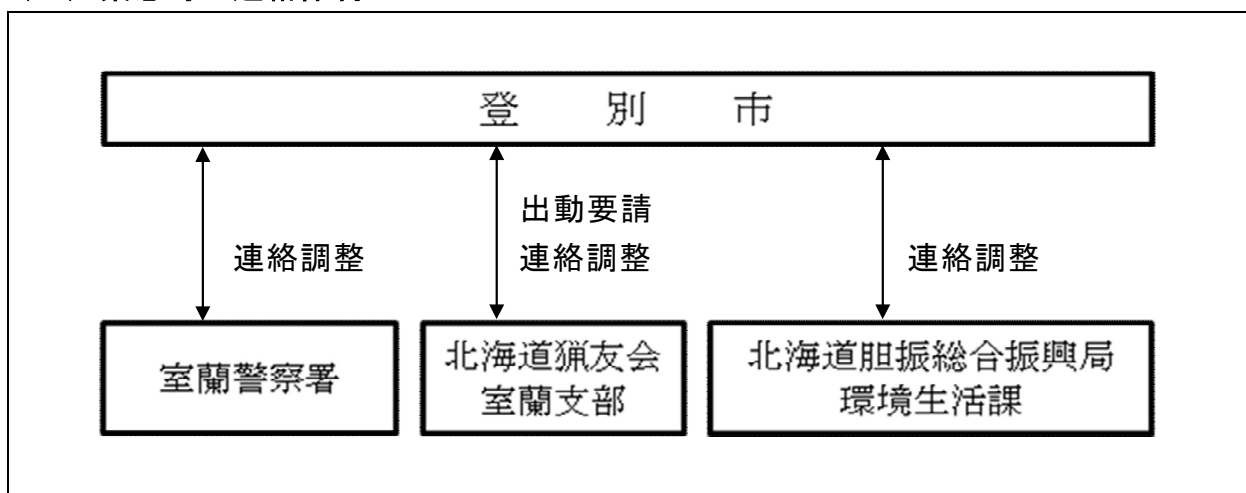 登別市
出動要請
連絡調整
連絡調整
連絡調整
室蘭警察署
北海道猟友会
室蘭支部
北海道胆振総合振興局
環境生活課